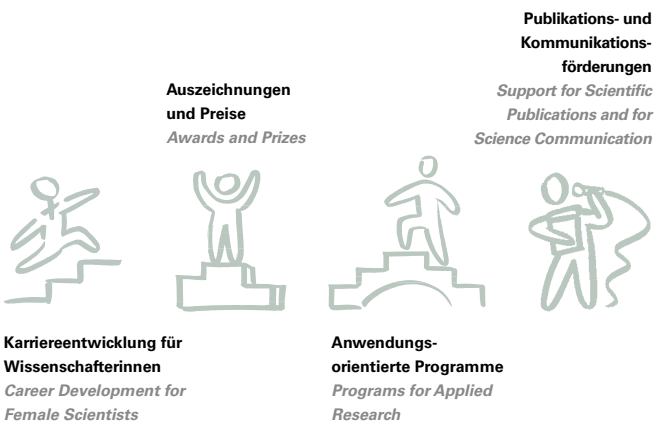 Publikations- und
Kommunikations-
förderungen
Support for Scientific
Publications and for
Science Communication
Auszeichnungen
und Preise
Awards and Prizes
Karriereentwicklung für
Wissenschafterinnen
Career Development for
Female Scientists
Anwendungs-
orientierte Programme
Programs for Applied
Research